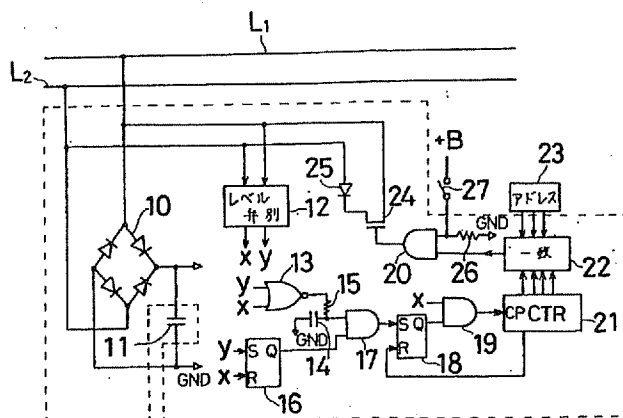 L₁
L₂
+B
23
アドレス
25
24
27
レベル
弁別
12
GND
20
26
一致
22
10
x y
13
y
x
15
x
19
CP CTR
21
11
GND
14
17
S Q
R
18
GND
y
x
S Q
R
16